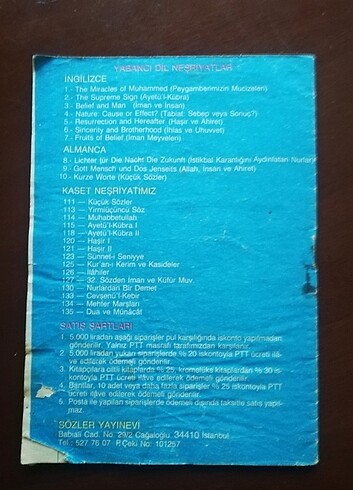 YABANCI DİL NEŞRİYATLAR
İNGİLİZCE
1 - The Miracles of Muhammed (Peygamberimizin Mucizeleri)
2.- The Supreme Sign (Ayetü'l-Kübra)
3.- Belief and Man (İman ve İnsan)
4.- Nature: Cause or Effect? (Tabiat: Sebep veya Sonuç?)
5.- Resurrection and Hereafter (Haşir ve Ahiret)
6.- Sincerity and Brotherhood (İhlas ve Uhuvvet)
7.- Fruits of Belief (İman Meyveleri)
ALMANCA
8.- Lichter für Die Nacht Die Zukunft (İstikbal Karanlığını Aydınlatan Nurlar)
9.- Gott Mensch und Dos Jenseits (Allah, İnsan ve Ahiret)
10.- Kurze Worte (Küçük Sözler)
KASET NEŞRİYATIMIZ
111 — Küçük Sözler
113 — Yirmiüçüncü Söz
114 — Muhabbetullah
115 — Ayetü'l-Kübra I
118 — Ayetü'l-Kübra II
120 — Haşir I
121 — Haşir II
123 — Sünnet-i Seniyye
125 — Kur'an-ı Kerim ve Kasideler
126 — İlâhiler
127 — 32. Sözden İman ve Küfür Muv.
130 — Nurlardan Bir Demet
133 — Cevşenü'l-Kebir
134 — Mehter Marşları
135 — Dua ve Münâcât
SATIŞ ŞARTLARI
1. 5.000 liradan aşağı siparişler pul karşılığında iskonto yapılmadan
gönderilir. Yalnız PTT masrafı tarafımızdan karşılanır.
2. 5.000 liradan yukarı siparişlerde % 20 iskontoyla PTT ücreti ila-
ve edilerek ödemeli gönderilir.
3. Kitapçılara ciltli kitaplarda % 25, kromelüks kitaplardan % 30 is-
kontoyla PTT ücreti ilâve edilerek ödemeli gönderilir.
4. Bantlar, 10 adet veya daha fazla siparişler % 25 iskontoyla PTT
ücreti ilâve edilerek ödemeli gönderilir.
5. Posta ile yapılan siparişlerde ödemeli dışında taksitle satış yapıl-
maz.
SÖZLER YAYINEVİ
Babıali Cad. No. 29/2 Cağaloğlu 34410 İstanbul
Tel : 527 76 07 P.Çeki No: 101257